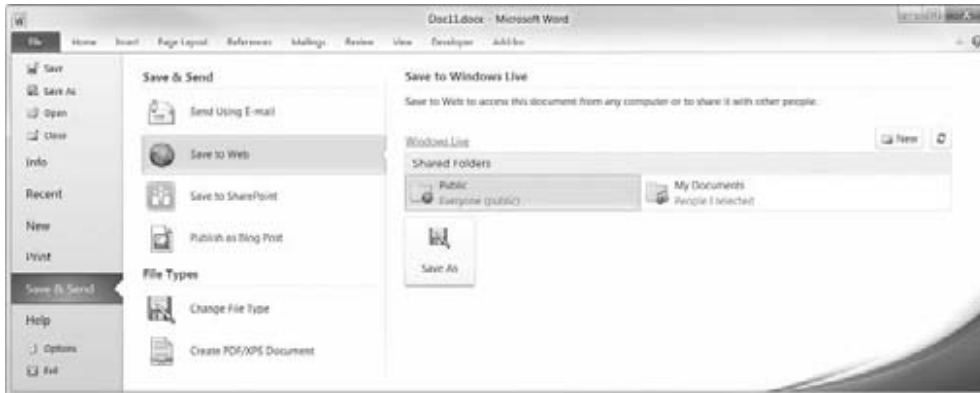 W
Doc11.docx - Microsoft Word
File Home Insert Page Layout References Mailings Review View Developer Add-Ins
Save
Save As
Open
Close
Info
Recent
New
Print
Save & Send
Help
Options
Exit
Save & Send
Send Using E-mail
Save to Web
Save to SharePoint
Publish as Blog Post
File Types
Change File Type
Create PDF/XPS Document
Save to Windows Live
Save to Web to access this document from any computer or to share it with other people.
Windows Live
New
Shared Folders
Public
Everyone (public)
My Documents
People I selected
Save As